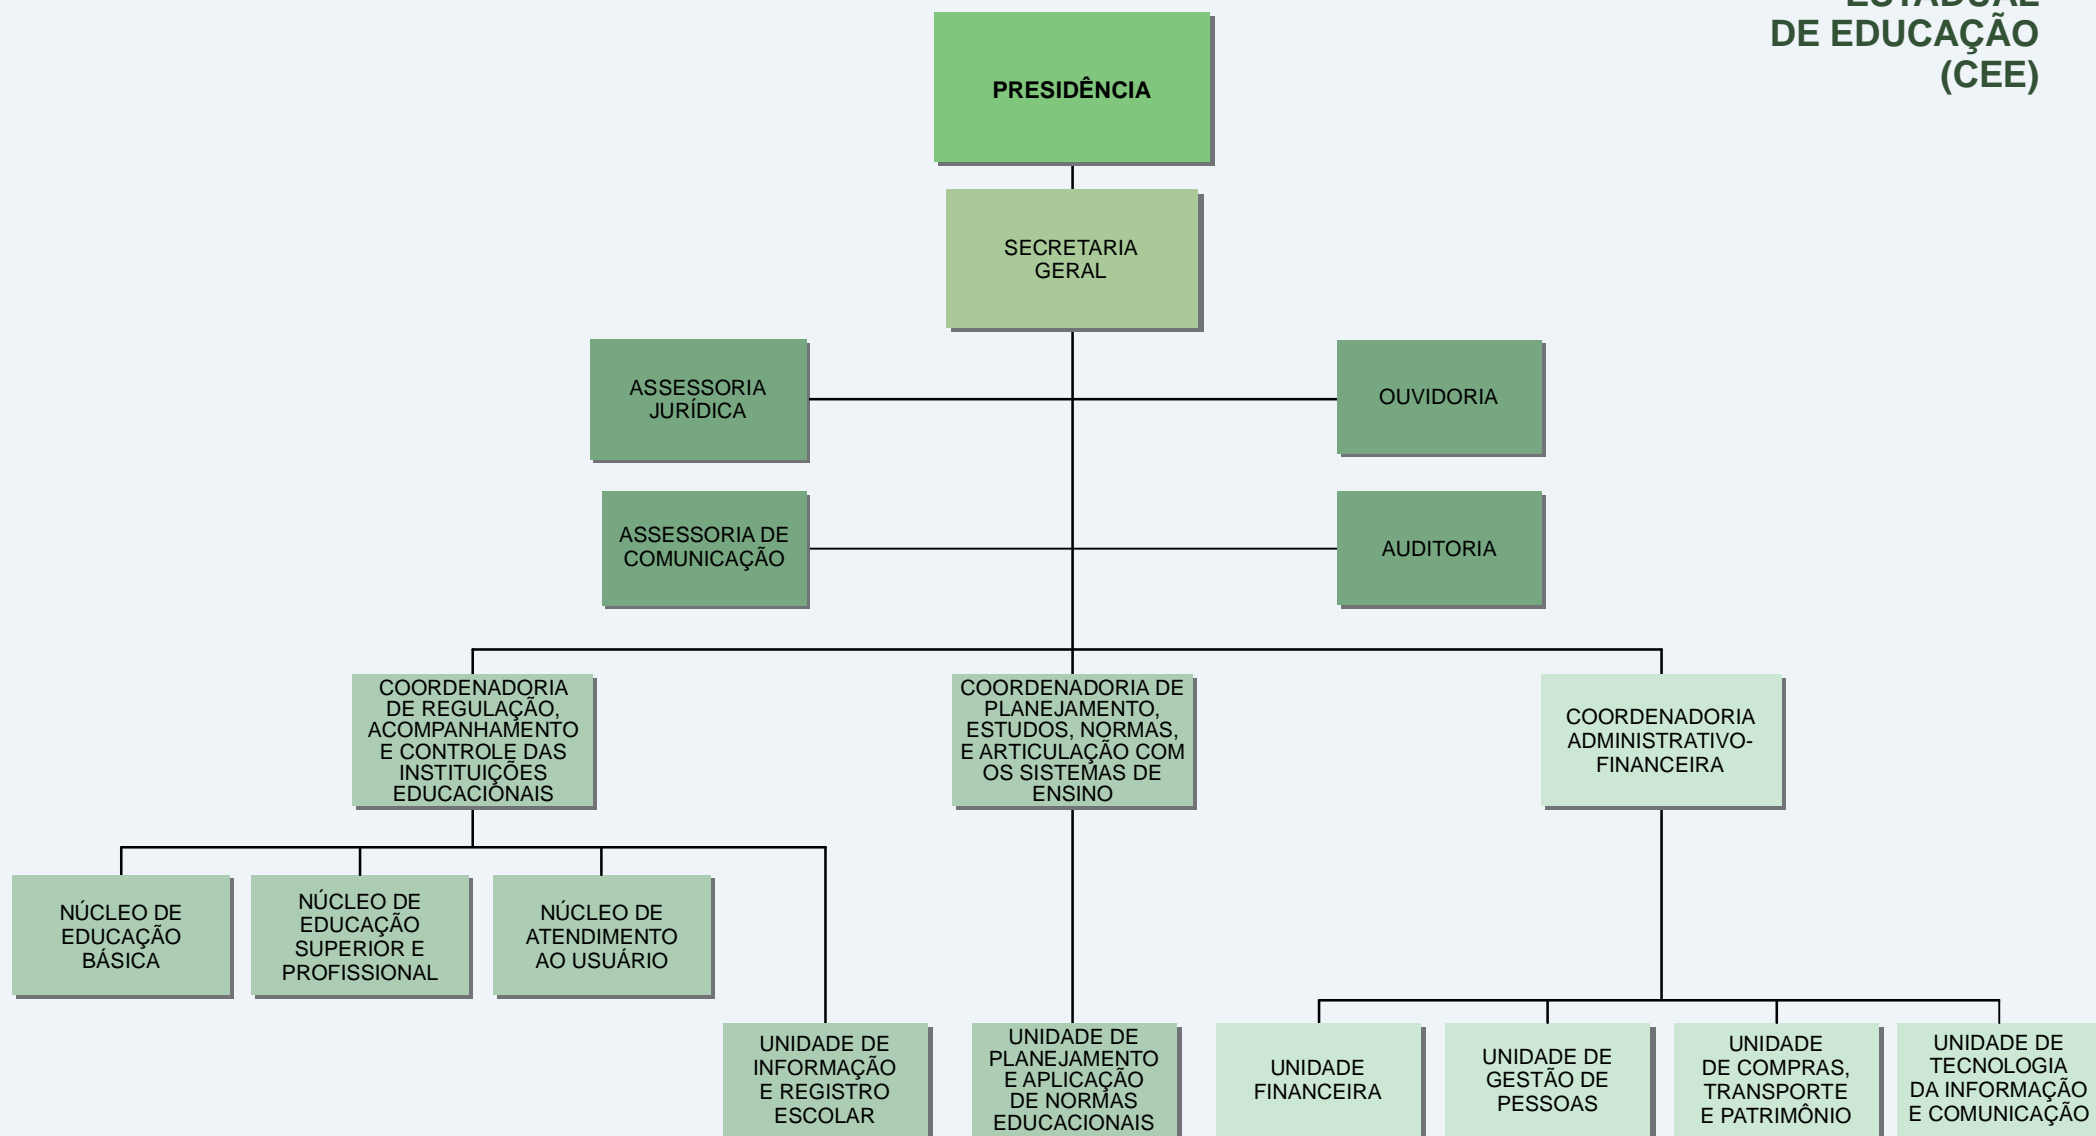 ESTADUAL
DE EDUCAÇÃO
(CEE)
PRESIDÊNCIA
SECRETARIA
GERAL
ASSESSORIA
JURÍDICA
OUVIDORIA
ASSESSORIA DE
COMUNICAÇÃO
AUDITORIA
COORDENADORIA
DE REGULAÇÃO,
ACOMPANHAMENTO
E CONTROLE DAS
INSTITUIÇÕES
EDUCACIONAIS
COORDENADORIA DE
PLANEJAMENTO,
ESTUDOS, NORMAS,
E ARTICULAÇÃO COM
OS SISTEMAS DE
ENSINO
COORDENADORIA
ADMINISTRATIVO-
FINANCEIRA
NÚCLEO DE
EDUCAÇÃO
BÁSICA
NÚCLEO DE
EDUCAÇÃO
SUPERIOR E
PROFISSIONAL
NÚCLEO DE
ATENDIMENTO
AO USUÁRIO
UNIDADE DE
INFORMAÇÃO
E REGISTRO
ESCOLAR
UNIDADE DE
PLANEJAMENTO
E APLICAÇÃO
DE NORMAS
EDUCACIONAIS
UNIDADE
FINANCEIRA
UNIDADE DE
GESTÃO DE
PESSOAS
UNIDADE
DE COMPRAS,
TRANSPORTE
E PATRIMÔNIO
UNIDADE DE
TECNOLOGIA
DA INFORMAÇÃO
E COMUNICAÇÃO